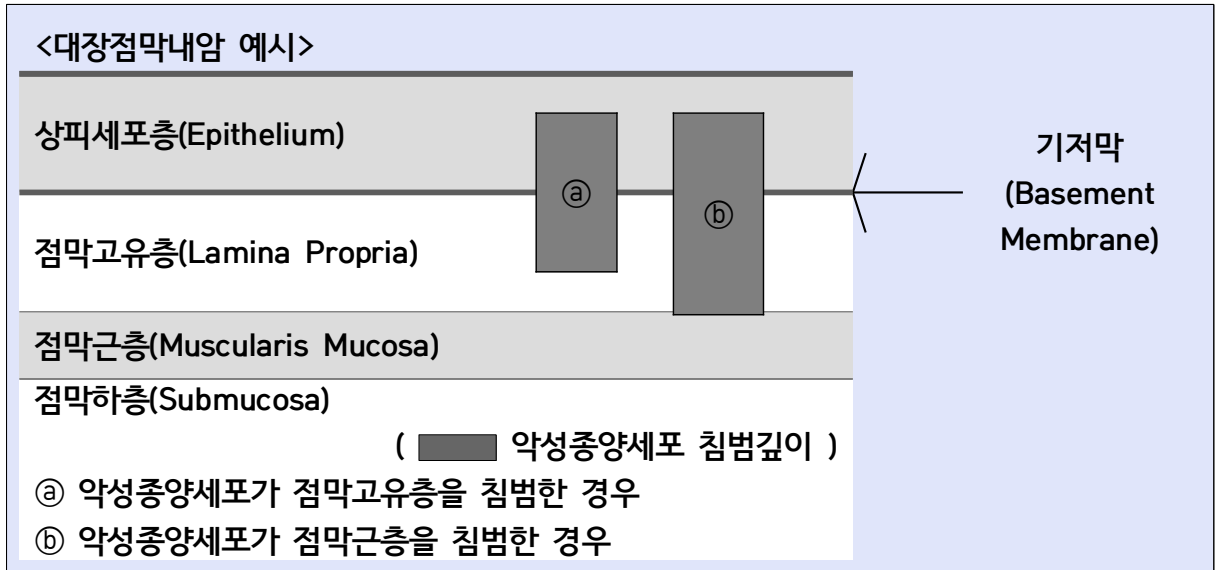 <대장점막내암 예시>
상피세포층(Epithelium)
기저막
(Basement
Membrane)
ⓐ
ⓑ
점막고유층(Lamina Propria)
점막근층(Muscularis Mucosa)
점막하층(Submucosa)
( 악성종양세포 침범깊이 )
ⓐ 악성종양세포가 점막고유층을 침범한 경우
ⓑ 악성종양세포가 점막근층을 침범한 경우